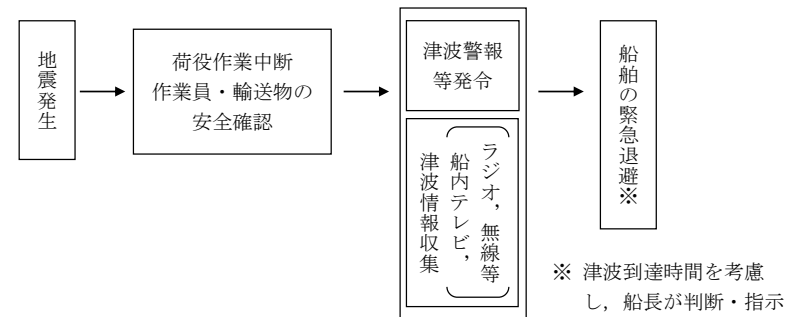 地震発生
荷役作業中断
作業員・輸送物の
安全確認
津波警報
等発令
津波情報収集
船内テレビ，
ラジオ，無線等
船舶の緊急退避※
※ 津波到達時間を考慮
し，船長が判断・指示